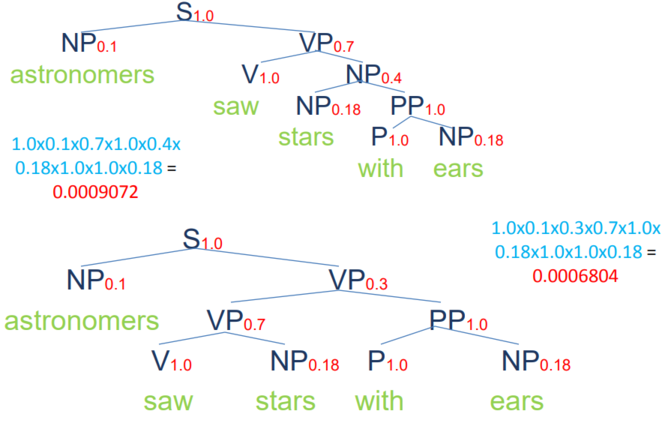 S1.0
NP0.1 VP0.7
astronomers V1.0 NP0.4
saw NP0.18 PP1.0
stars P1.0 NP0.18
with ears
1.0x0.1x0.7x1.0x0.4x
0.18x1.0x1.0x0.18 =
0.0009072
1.0x0.1x0.3x0.7x1.0x
0.18x1.0x1.0x0.18 =
0.0006804
S1.0
NP0.1 VP0.3
astronomers VP0.7 PP1.0
V1.0 NP0.18 P1.0 NP0.18
saw stars with ears